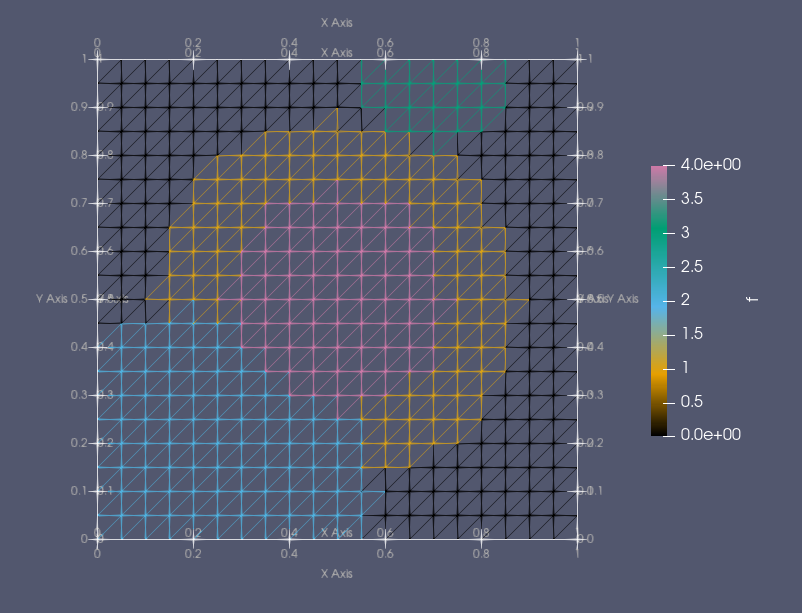 X Axis
0 0.2 0.4 0.6 0.8 1
0 0.2 0.4 X Axis 0.6 0.8 1
1 1
0.9 0.9
0.8 0.8
0.7 0.7
0.6 0.6
Y Axis 0.5 0.5 Y Axis
0.4 0.4
0.3 0.3
0.2 0.2
0.1 0.1
0 0
0 0.2 0.4 X Axis 0.6 0.8 1
0 0.2 0.4 0.6 0.8 1
X Axis
4.0e+00
3.5
3
2.5
2
1.5
1
0.5
0.0e+00
f